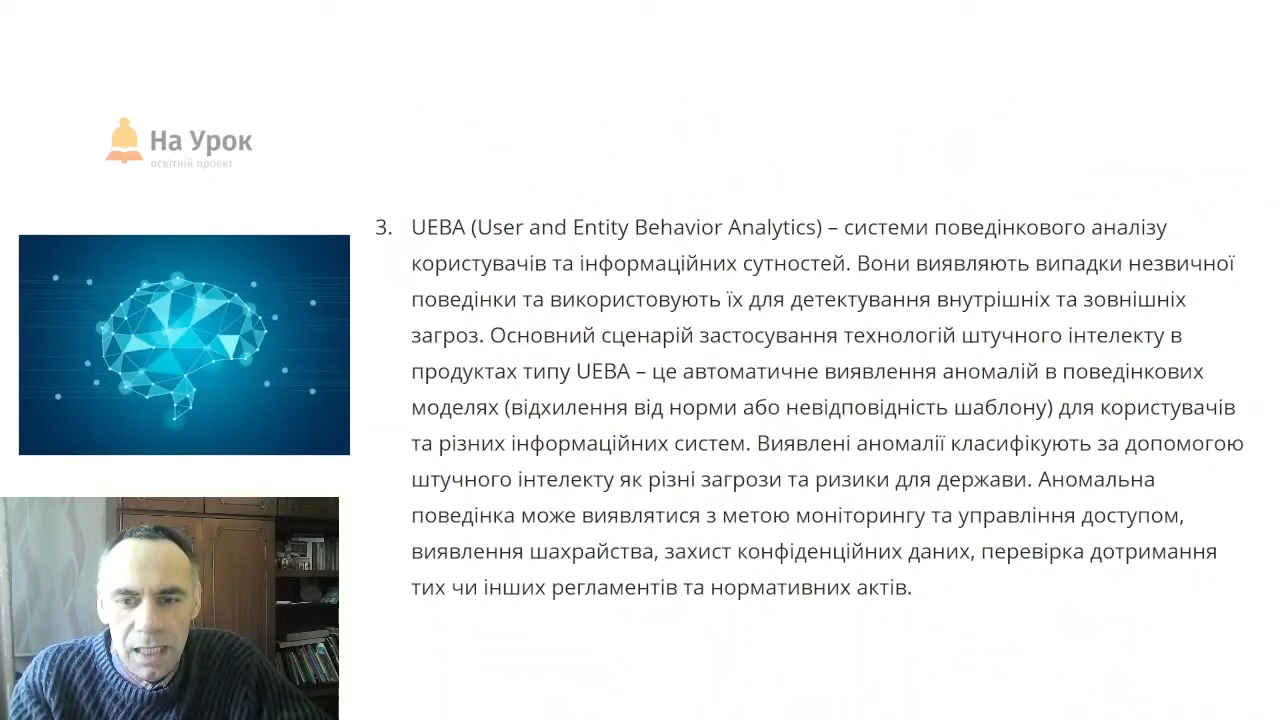 На Урок
освітній проект
3. UEBA (User and Entity Behavior Analytics) – системи поведінкового аналізу
користувачів та інформаційних сутностей. Вони виявляють випадки незвичної
поведінки та використовують їх для детектування внутрішніх та зовнішніх
загроз. Основний сценарій застосування технологій штучного інтелекту в
продуктах типу UEBA – це автоматичне виявлення аномалій в поведінкових
моделях (відхилення від норми або невідповідність шаблону) для користувачів
та різних інформаційних систем. Виявлені аномалії класифікують за допомогою
штучного інтелекту як різні загрози та ризики для держави. Аномальна
поведінка може виявлятися з метою моніторингу та управління доступом,
виявлення шахрайства, захист конфіденційних даних, перевірка дотримання
тих чи інших регламентів та нормативних актів.